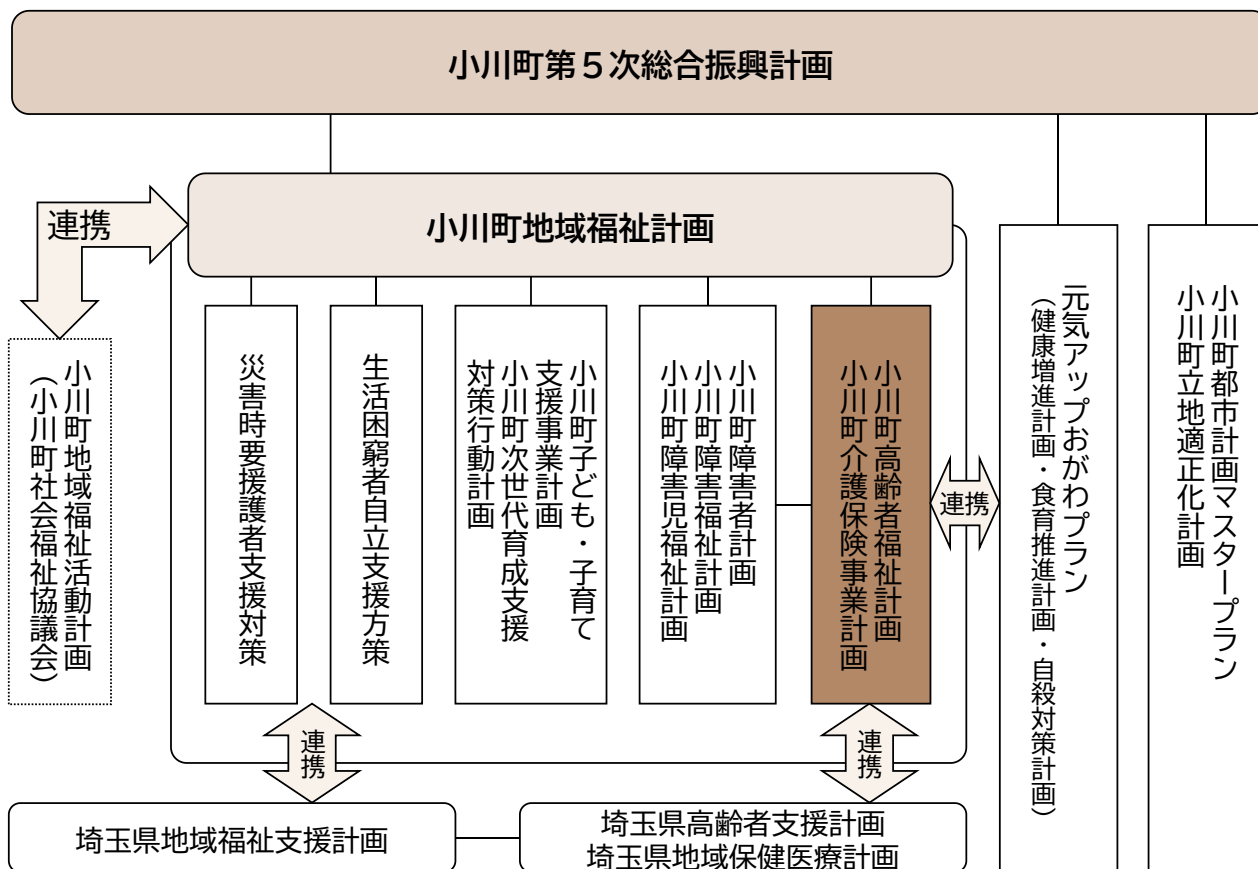 小川町第５次総合振興計画
小川町地域福祉計画
連携
小川町地域福祉活動計画
（小川町社会福祉協議会）
災害時要援護者支援対策
生活困窮者自立支援方策
小川町子ども・子育て
支援事業計画
小川町次世代育成支援
対策行動計画
小川町障害者計画
小川町障害福祉計画
小川町障害児福祉計画
小川町高齢者福祉計画
小川町介護保険事業計画
連携
元気アップおがわプラン
（健康増進計画・食育推進計画・自殺対策計画）
小川町都市計画マスタープラン
小川町立地適正化計画
連携
連携
埼玉県地域福祉支援計画
埼玉県高齢者支援計画
埼玉県地域保健医療計画